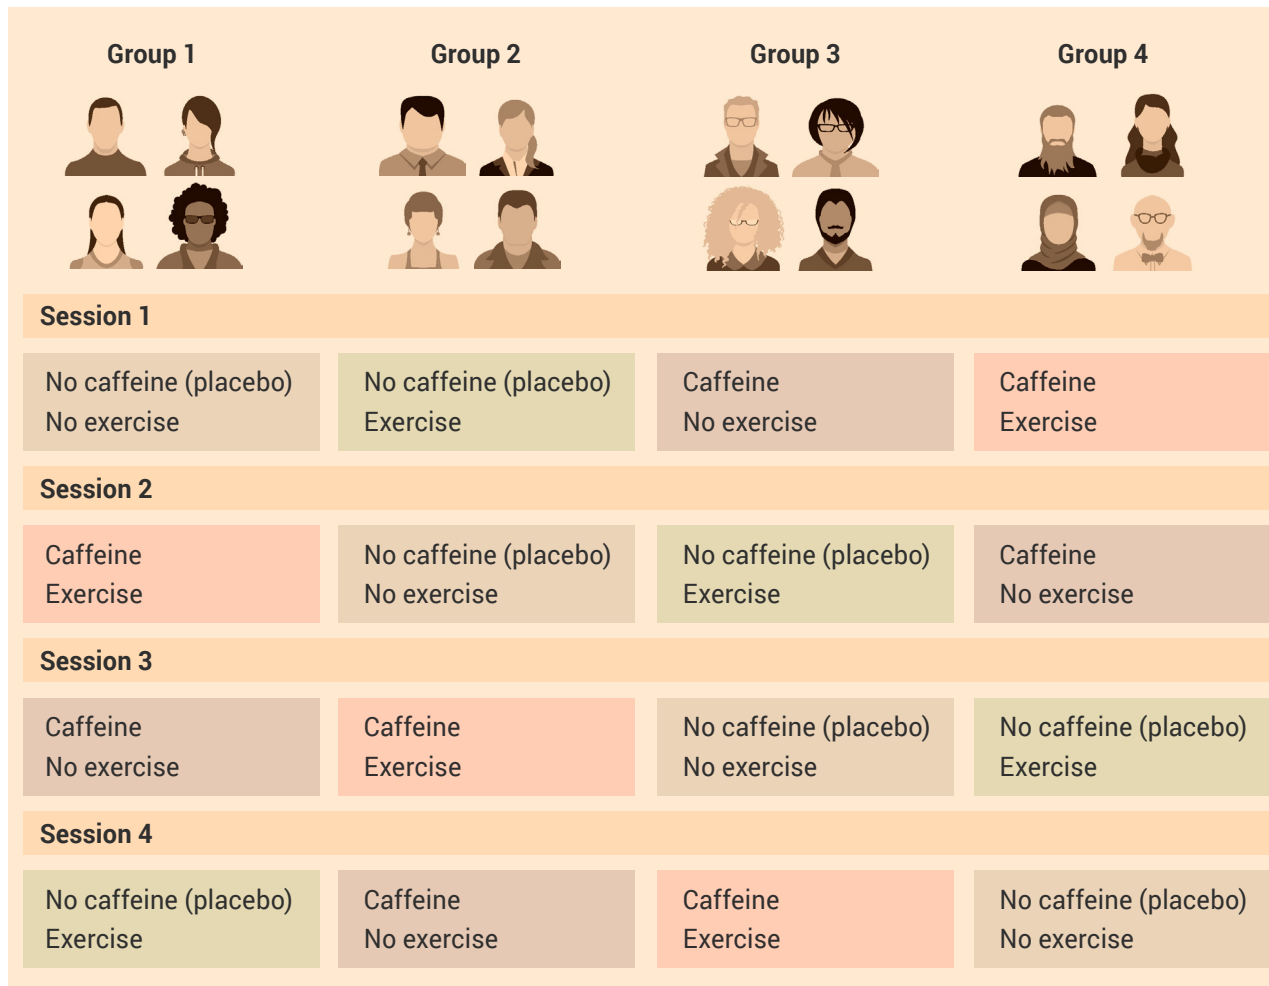 Group 1
Group 2
Group 3
Group 4
Session 1
No caffeine (placebo)
No exercise
No caffeine (placebo)
Exercise
Caffeine
No exercise
Caffeine
Exercise
Session 2
Caffeine
Exercise
No caffeine (placebo)
No exercise
No caffeine (placebo)
Exercise
Caffeine
No exercise
Session 3
Caffeine
No exercise
Caffeine
Exercise
No caffeine (placebo)
No exercise
No caffeine (placebo)
Exercise
Session 4
No caffeine (placebo)
Exercise
Caffeine
No exercise
Caffeine
Exercise
No caffeine (placebo)
No exercise